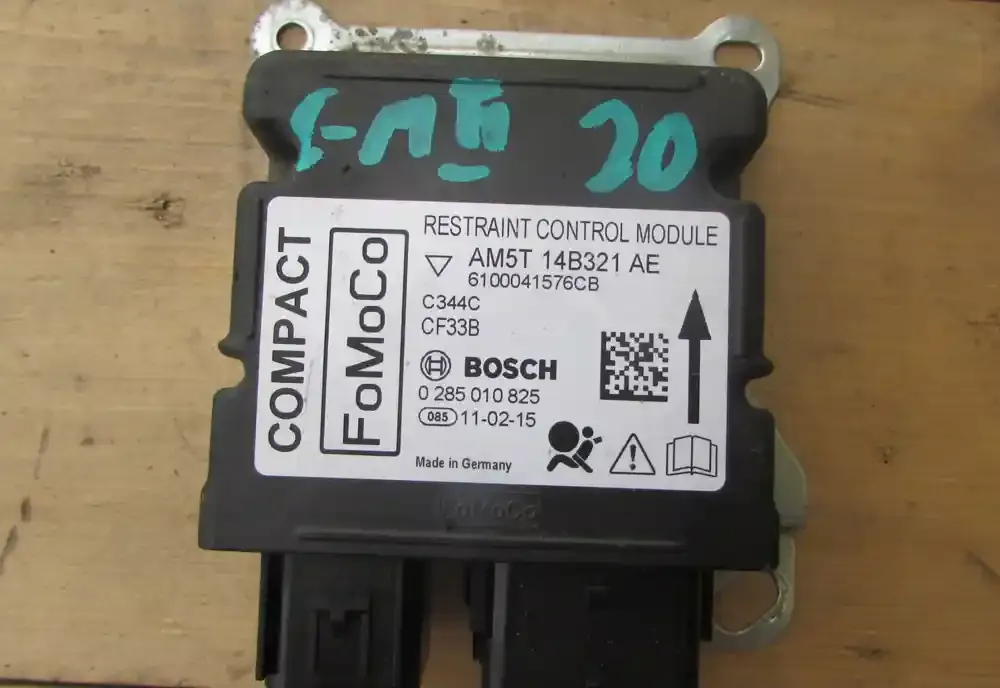 20
RESTRAINT CONTROL MODULE
AM5T 14B321 AE
6100041576CB
C344C
CF33B
BOSCH
0 285 010 825
085 11-02-15
Made in Germany
COMPACT
FoMoCo
FoMoCo